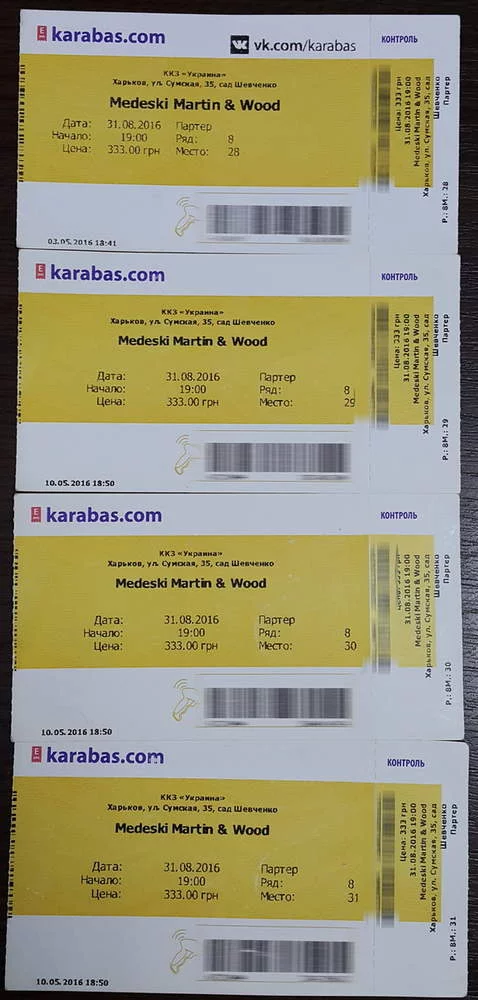 karabas.com
vk.com/karabas
КОНТРОЛЬ
ККЗ «Украина»
Харьков, ул. Сумская, 35, сад Шевченко
Medeski Martin & Wood
Дата: 31.08.2016 Партер
Начало: 19:00 Ряд: 8
Цена: 333.00 грн Место: 28
03.05.2016 18:41
Цена: 333 грн
31.08.2016 19:00
Medeski Martin & Wood
Харьков, ул. Сумская, 35, сад
Шевченко
Партер
Р.: 8М.: 28
karabas.com
КОНТРОЛЬ
ККЗ «Украина»
Харьков, ул. Сумская, 35, сад Шевченко
Medeski Martin & Wood
Дата: 31.08.2016 Партер
Начало: 19:00 Ряд: 8
Цена: 333.00 грн Место: 29
10.05.2016 18:50
Цена: 333 грн
31.08.2016 19:00
Medeski Martin & Wood
Харьков, ул. Сумская, 35, сад
Шевченко
Партер
Р.: 8М.: 29
karabas.com
КОНТРОЛЬ
ККЗ «Украина»
Харьков, ул. Сумская, 35, сад Шевченко
Medeski Martin & Wood
Дата: 31.08.2016 Партер
Начало: 19:00 Ряд: 8
Цена: 333.00 грн Место: 30
10.05.2016 18:50
Цена: 333 грн
31.08.2016 19:00
Medeski Martin & Wood
Харьков, ул. Сумская, 35, сад
Шевченко
Партер
Р.: 8М.: 30
karabas.com
КОНТРОЛЬ
ККЗ «Украина»
Харьков, ул. Сумская, 35, сад Шевченко
Medeski Martin & Wood
Дата: 31.08.2016 Партер
Начало: 19:00 Ряд: 8
Цена: 333.00 грн Место: 31
10.05.2016 18:50
Цена: 333 грн
31.08.2016 19:00
Medeski Martin & Wood
Харьков, ул. Сумская, 35, сад
Шевченко
Партер
Р.: 8М.: 31